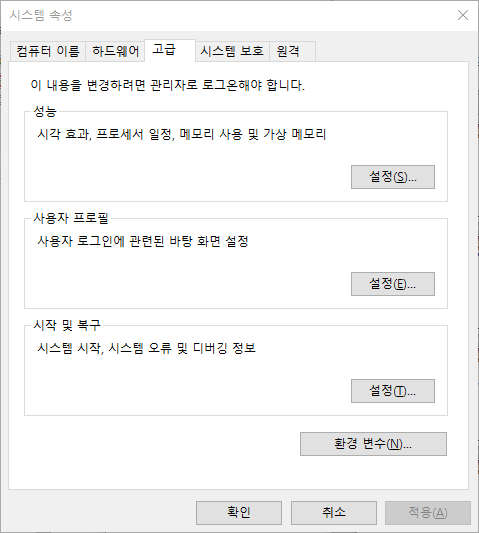 시스템 속성
컴퓨터 이름 하드웨어 고급 시스템 보호 원격
이 내용을 변경하려면 관리자로 로그온해야 합니다.
성능
시각 효과, 프로세서 일정, 메모리 사용 및 가상 메모리
설정(S)...
사용자 프로필
사용자 로그인에 관련된 바탕 화면 설정
설정(E)...
시작 및 복구
시스템 시작, 시스템 오류 및 디버깅 정보
설정(T)...
환경 변수(N)...
확인 취소 적용(A)